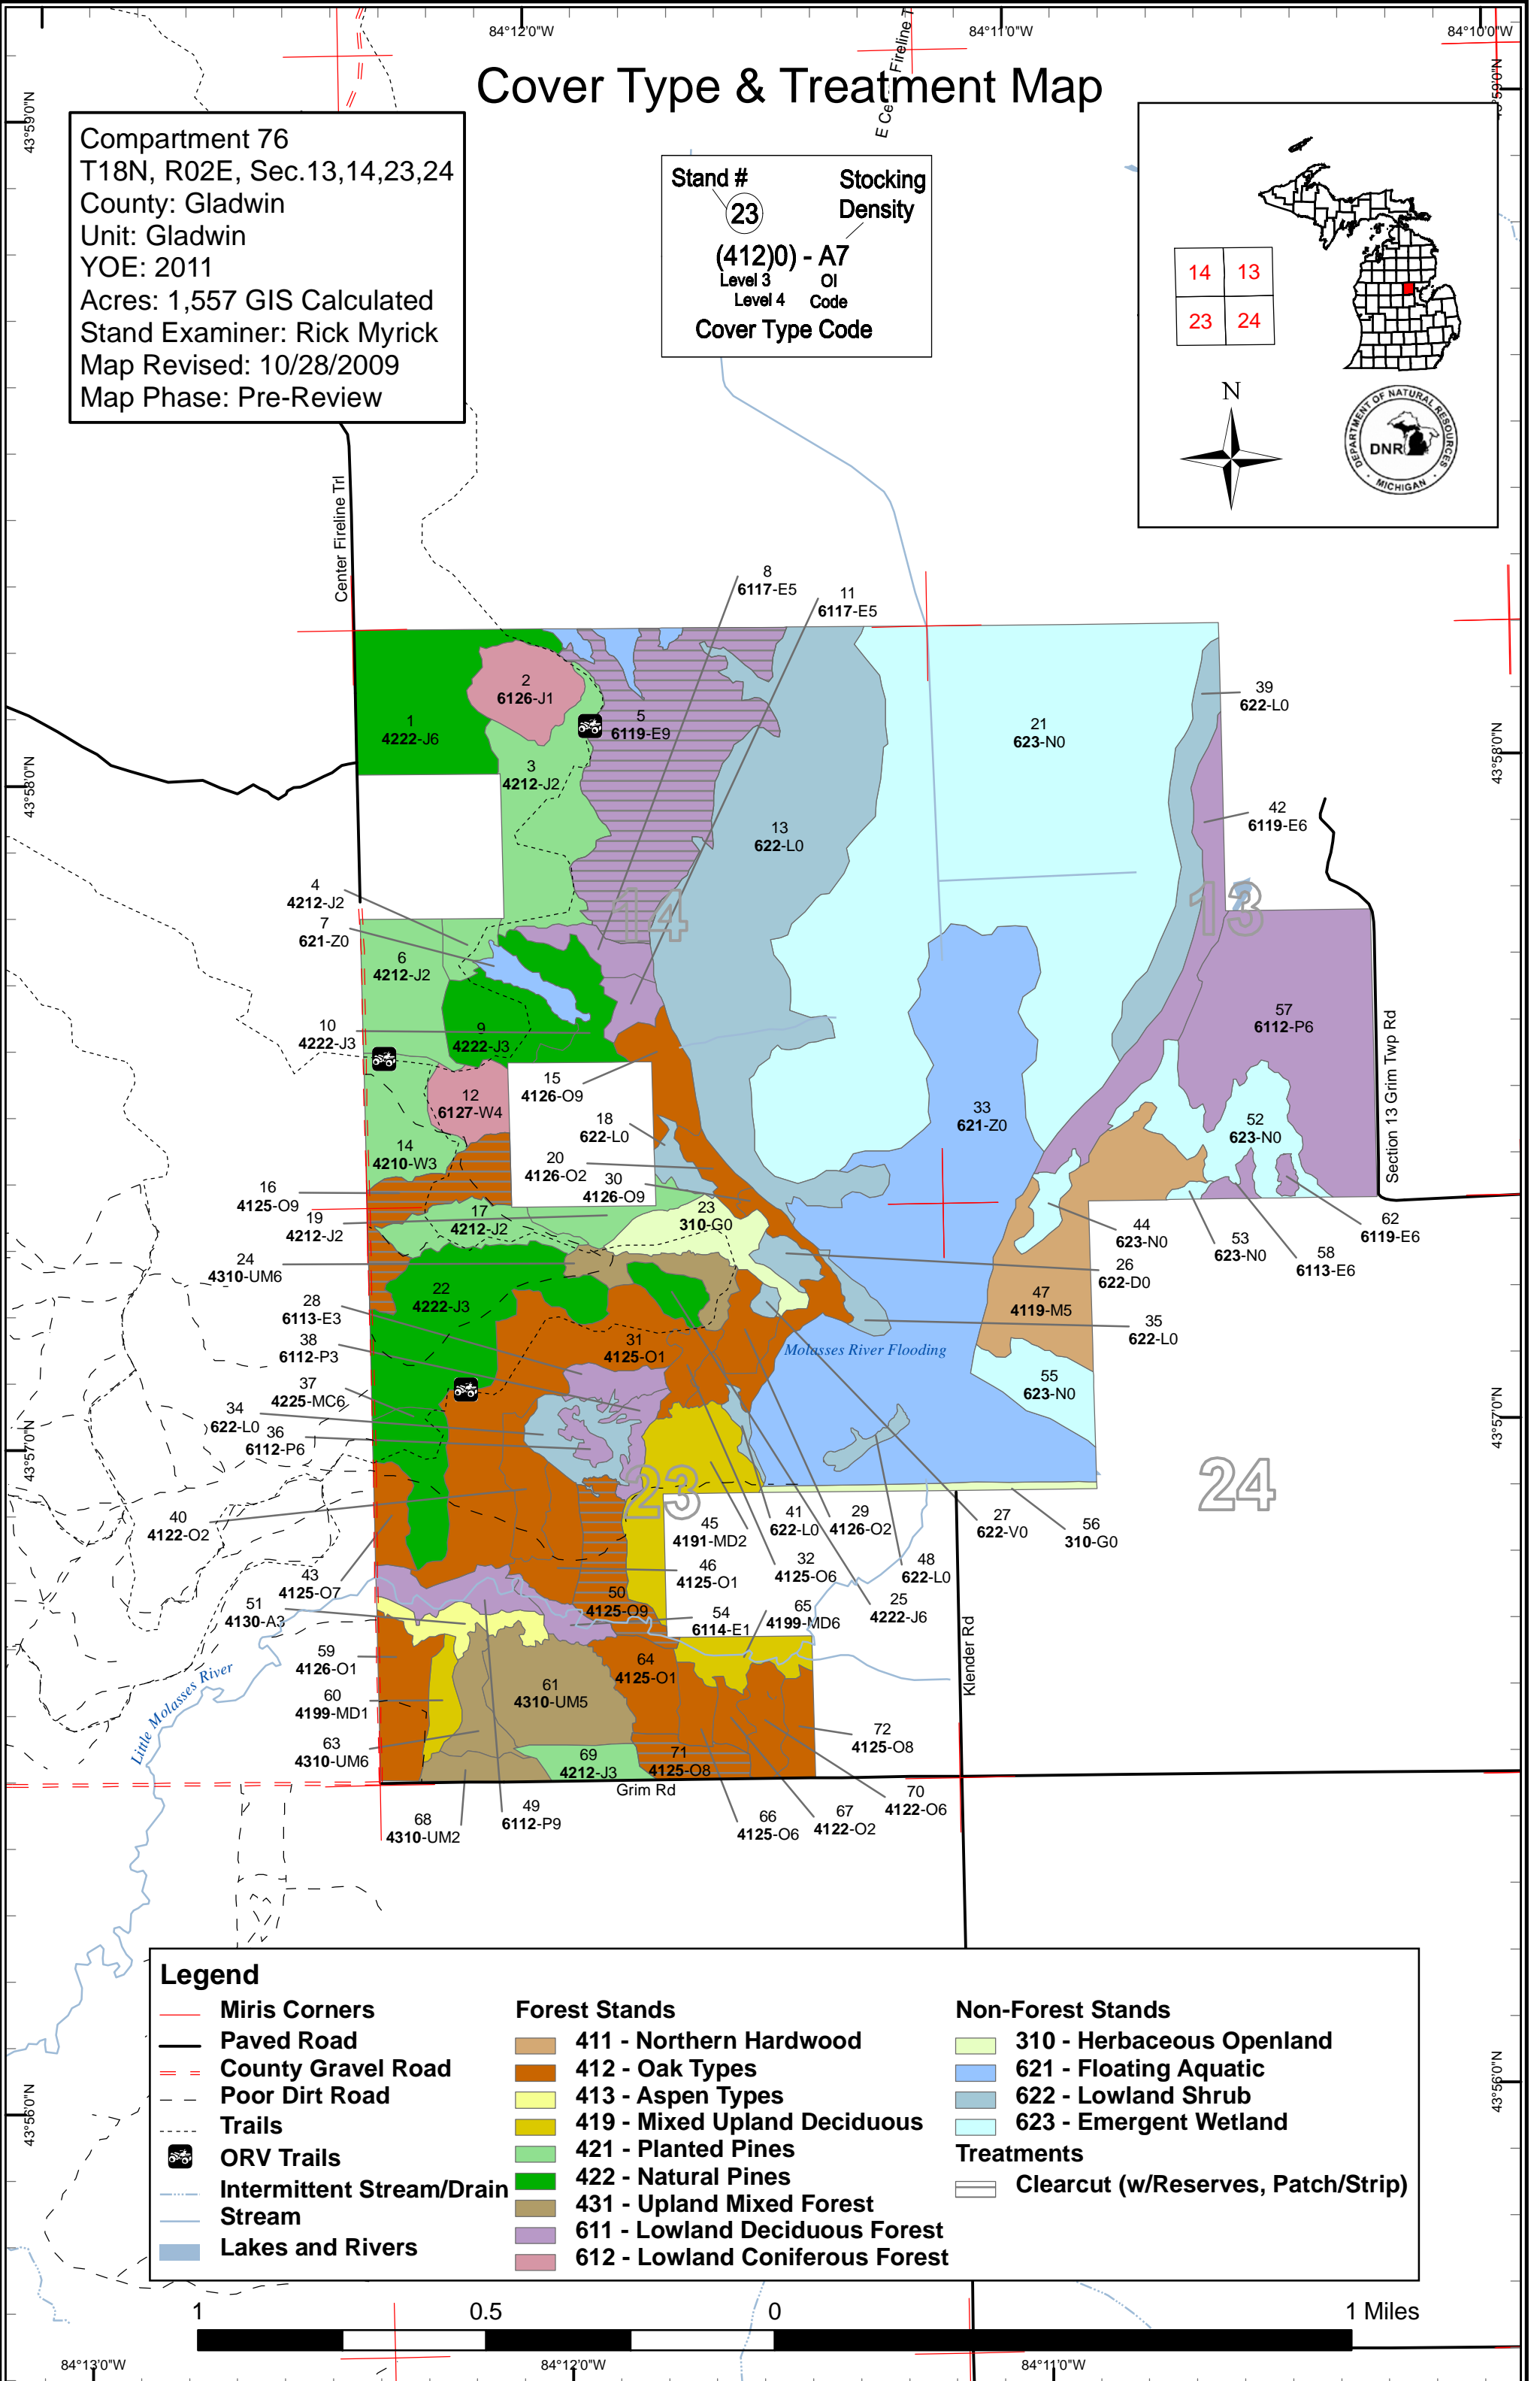 84°12'0"W
84°11'0"W
84°10'0"W
Cover Type & Treatment Map
43°59'0"N
Compartment 76
T18N, R02E, Sec.13,14,23,24
County: Gladwin
Unit: Gladwin
YOE: 2011
Acres: 1,557 GIS Calculated
Stand Examiner: Rick Myrick
Map Revised: 10/28/2009
Map Phase: Pre-Review
Stand #
23
Stocking
Density
(412)0) - A7
Level 3
OI
Level 4
Code
Cover Type Code
14 13
23 24
N
DEPARTMENT OF NATURAL RESOURCES
DNR
MICHIGAN
Center Fireline Trl
8
6117-E5
11
6117-E5
2
6126-J1
1
4222-J6
5
6119-E9
3
4212-J2
21
623-N0
39
622-L0
13
622-L0
42
6119-E6
43°58'0"N
43°58'0"N
4
4212-J2
7
621-Z0
6
4212-J2
14
13
10
4222-J3
9
4222-J3
57
6112-P6
Section 13 Grim Twp Rd
12
6127-W4
15
4126-O9
18
622-L0
33
621-Z0
52
623-N0
14
4210-W3
20
4126-O2
30
4126-O9
16
4125-O9
19
4212-J2
17
4212-J2
23
310-G0
44
623-N0
53
623-N0
62
6119-E6
58
6113-E6
24
4310-UM6
26
622-D0
22
4222-J3
47
4119-M5
28
6113-E3
35
622-L0
38
6112-P3
31
4125-O1
Molasses River Flooding
37
4225-MC6
55
623-N0
34
622-L0
36
6112-P6
43°57'0"N
43°57'0"N
23
24
40
4122-O2
45
4191-MD2
41
622-L0
29
4126-O2
27
622-V0
56
310-G0
46
4125-O1
32
4125-O6
48
622-L0
43
4125-O7
50
4125-O9
25
4222-J6
51
4130-A3
54
6114-E1
65
4199-MD6
59
4126-O1
64
4125-O1
Klender Rd
Little Molasses River
60
4199-MD1
61
4310-UM5
63
4310-UM6
72
4125-O8
69
4212-J3
71
4125-O8
Grim Rd
70
4122-O6
68
4310-UM2
49
6112-P9
66
4125-O6
67
4122-O2
Legend
Miris Corners
Paved Road
County Gravel Road
Poor Dirt Road
Trails
ORV Trails
Intermittent Stream/Drain
Stream
Lakes and Rivers
Forest Stands
411 - Northern Hardwood
412 - Oak Types
413 - Aspen Types
419 - Mixed Upland Deciduous
421 - Planted Pines
422 - Natural Pines
431 - Upland Mixed Forest
611 - Lowland Deciduous Forest
612 - Lowland Coniferous Forest
Non-Forest Stands
310 - Herbaceous Openland
621 - Floating Aquatic
622 - Lowland Shrub
623 - Emergent Wetland
Treatments
Clearcut (w/Reserves, Patch/Strip)
43°56'0"N
43°56'0"N
1 0.5 0 1 Miles
84°13'0"W
84°12'0"W
84°11'0"W